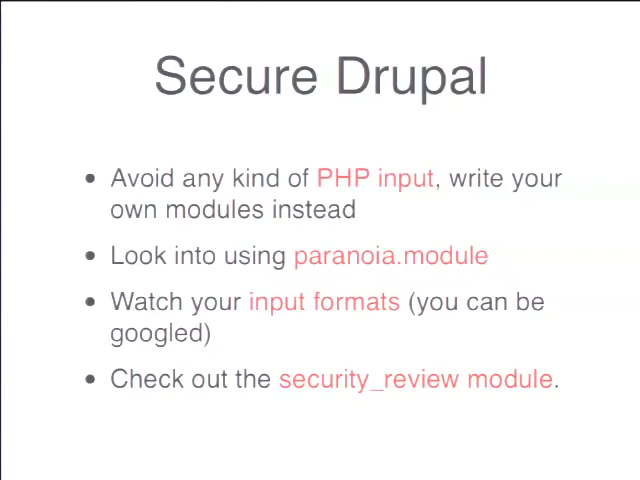 Secure Drupal
• Avoid any kind of PHP input, write your
own modules instead
• Look into using paranoia.module
• Watch your input formats (you can be
googled)
• Check out the security_review module.